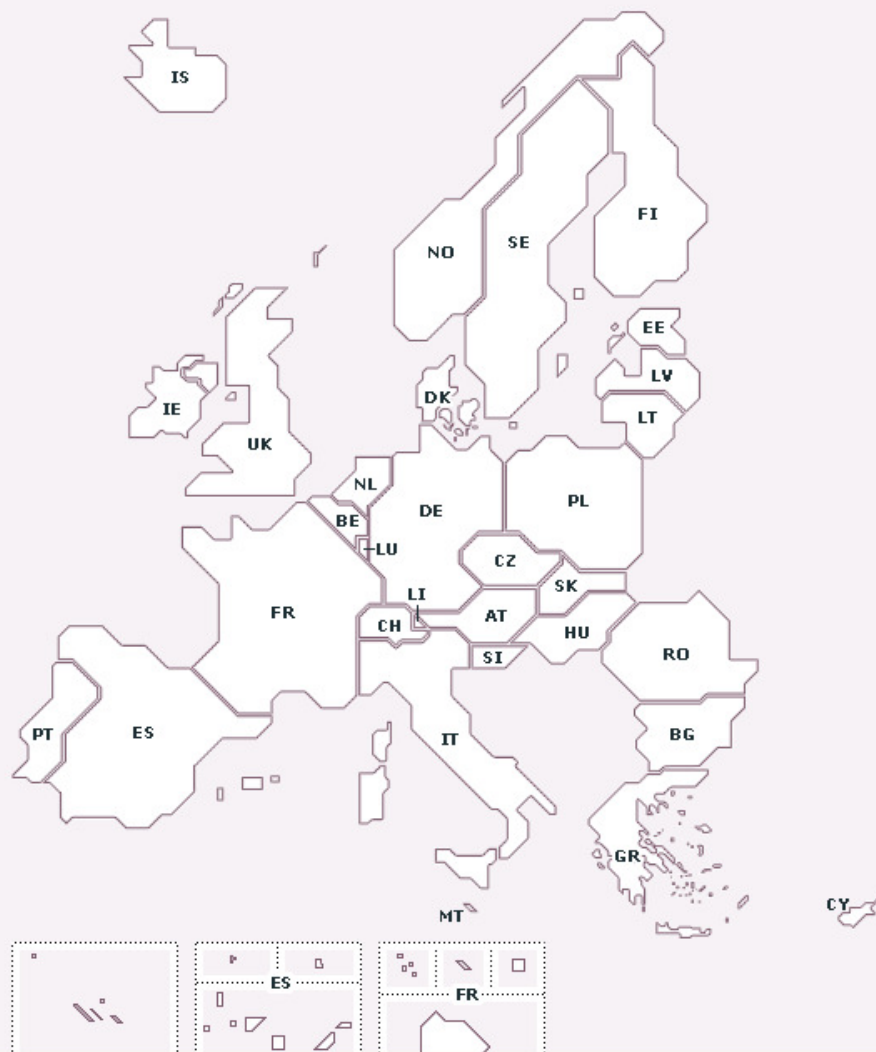 IS
FI
NO
SE
EE
LV
DK
IE
LT
UK
NL
PL
DE
BE
LU
CZ
SK
LI
FR
AT
CH
HU
RO
SI
PT
ES
BG
IT
GR
CY
MT
ES
FR